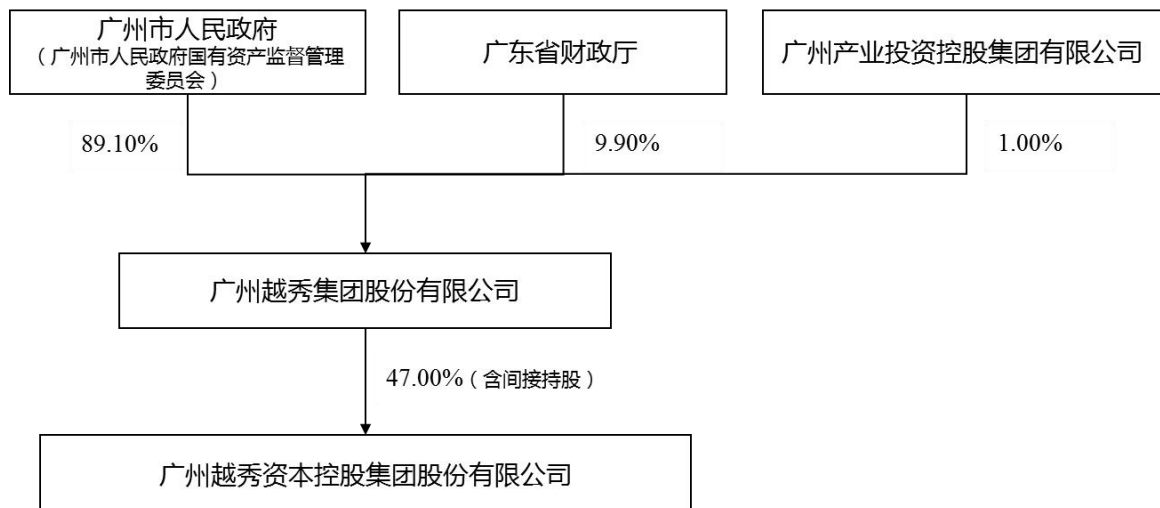 广州市人民政府
（广州市人民政府国有资产监督管理
委员会）
广东省财政厅
广州产业投资控股集团有限公司
89.10%
9.90%
1.00%
广州越秀集团股份有限公司
47.00%（含间接持股）
广州越秀资本控股集团股份有限公司